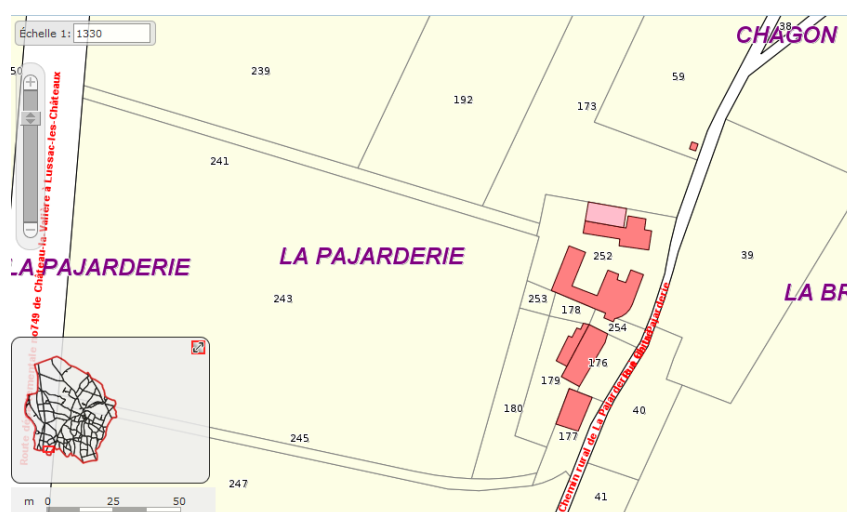 Échelle 1: 1330
38
CHAGON
50
239
59
192
173
241
LA PAJARDERIE
LA PAJARDERIE
252
39
LA BR
243
253
178
254
176
179
180
40
177
245
247
41
Route départementale no749 de Château-la-Vallière à Lussac-les-Châteaux
Chemin rural de La Pajarderie
m 0 25 50